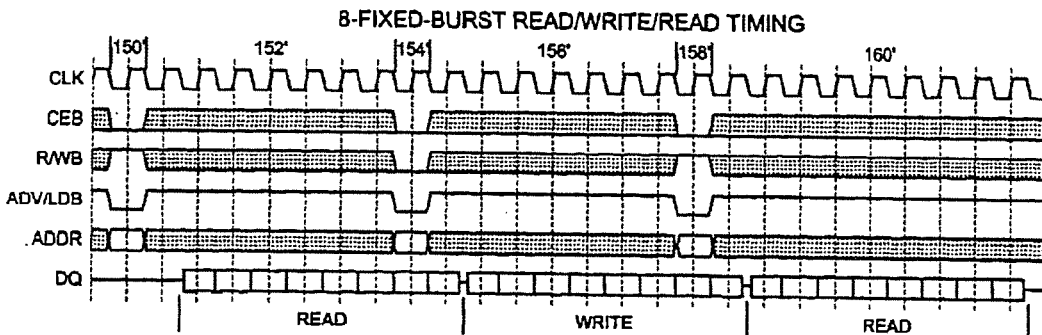 8-FIXED-BURST READ/WRITE/READ TIMING
150' 152' 154' 156' 158' 160'
CLK
CEB
R/WB
ADV/LDB
.ADDR
DQ
READ WRITE READ